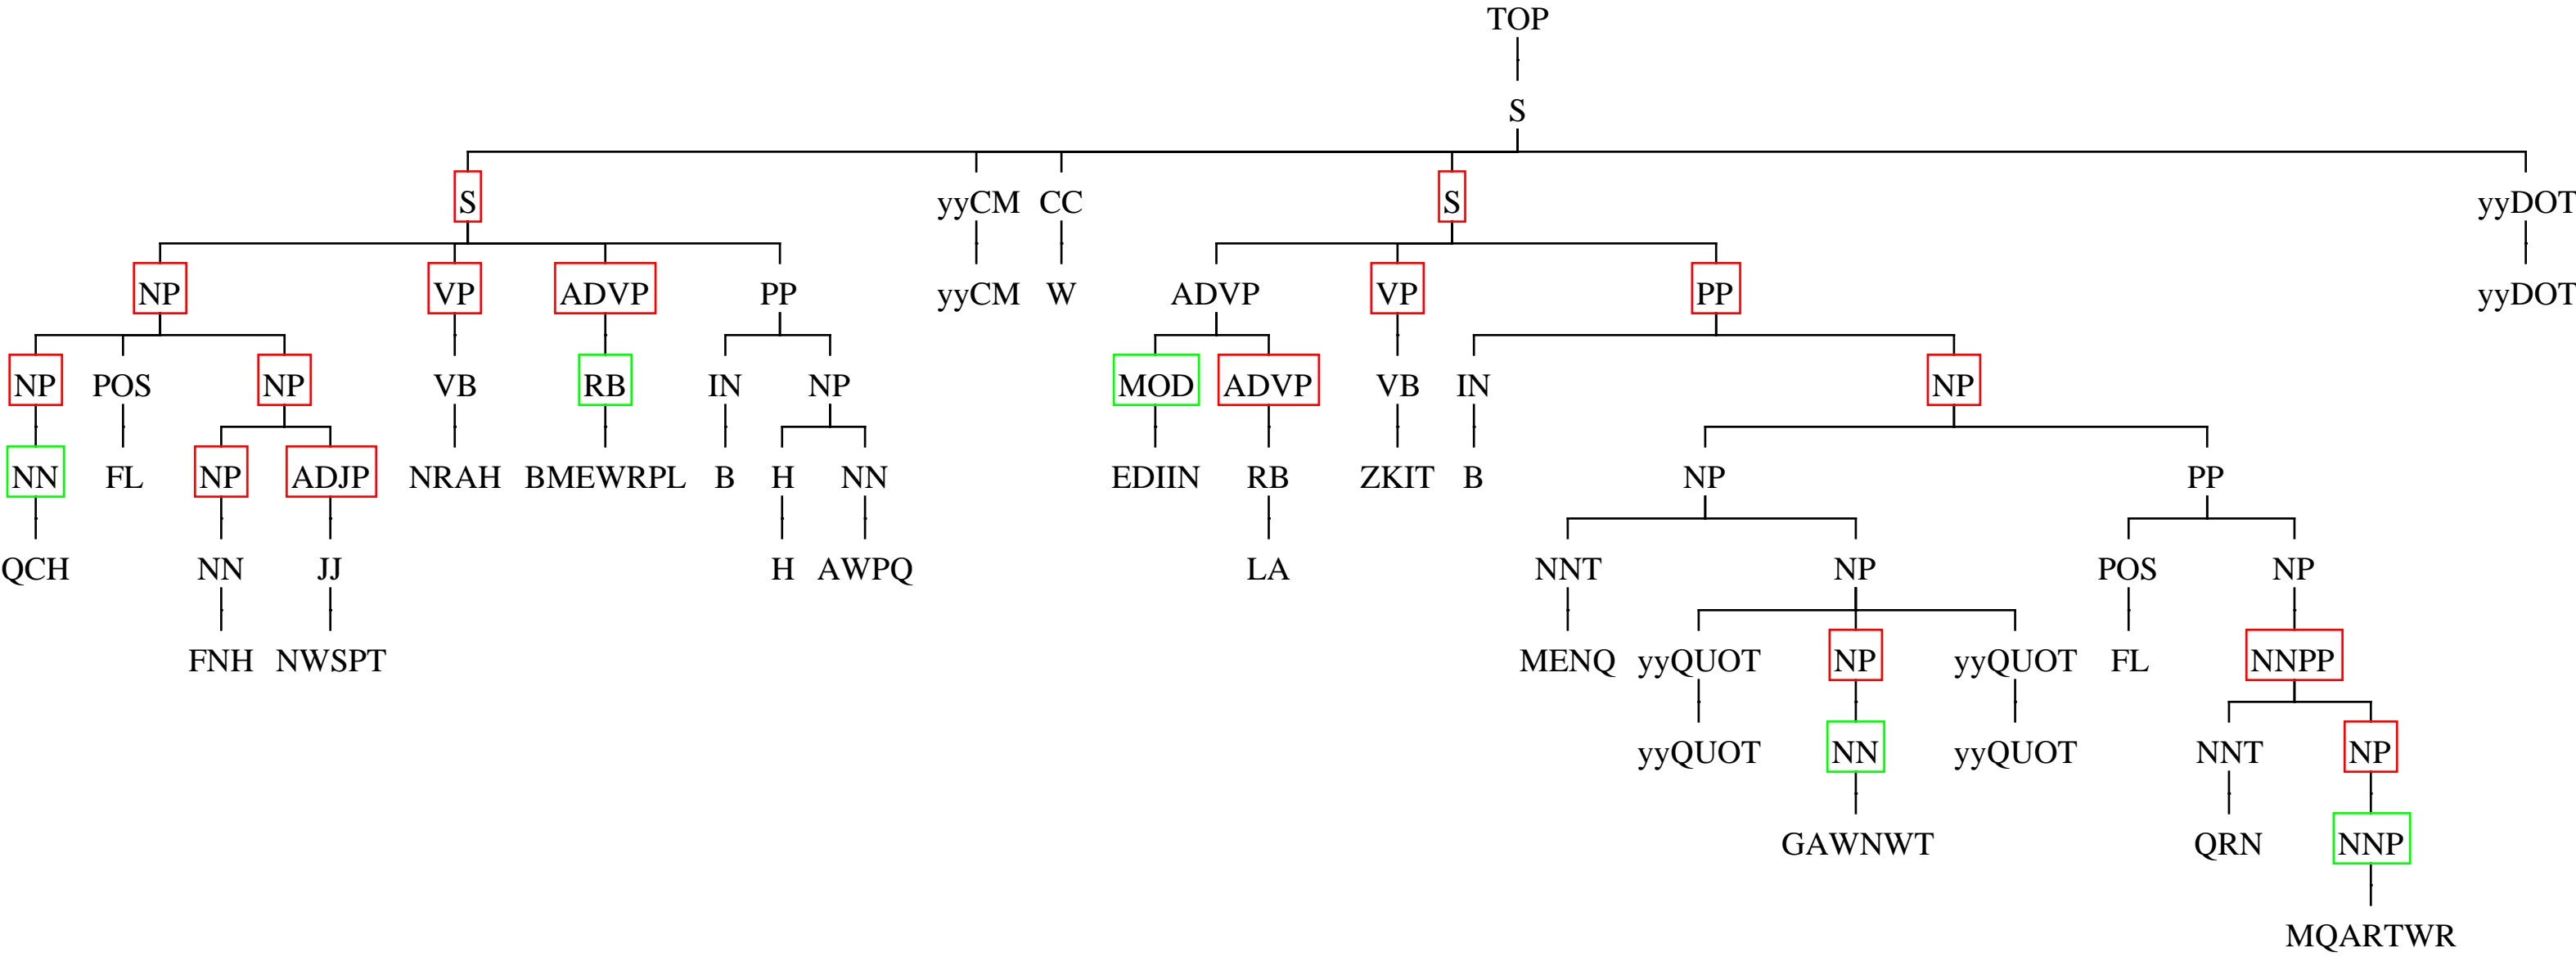 TOP
S
S yyCM CC S yyDOT
NP VP ADVP PP yyCM W ADVP VP PP yyDOT
NP POS NP VB RB IN NP MOD ADVP VB IN NP
NN FL NP ADJP NRAH BMEWRPL B H NN EDIIN RB ZKIT B NP PP
QCH NN JJ H AWPQ LA NNT NP POS NP
FNH NWSPT MENQ yyQUOT NP yyQUOT FL NNPP
yyQUOT NN yyQUOT NNT NP
GAWNWT QRN NNP
MQARTWR